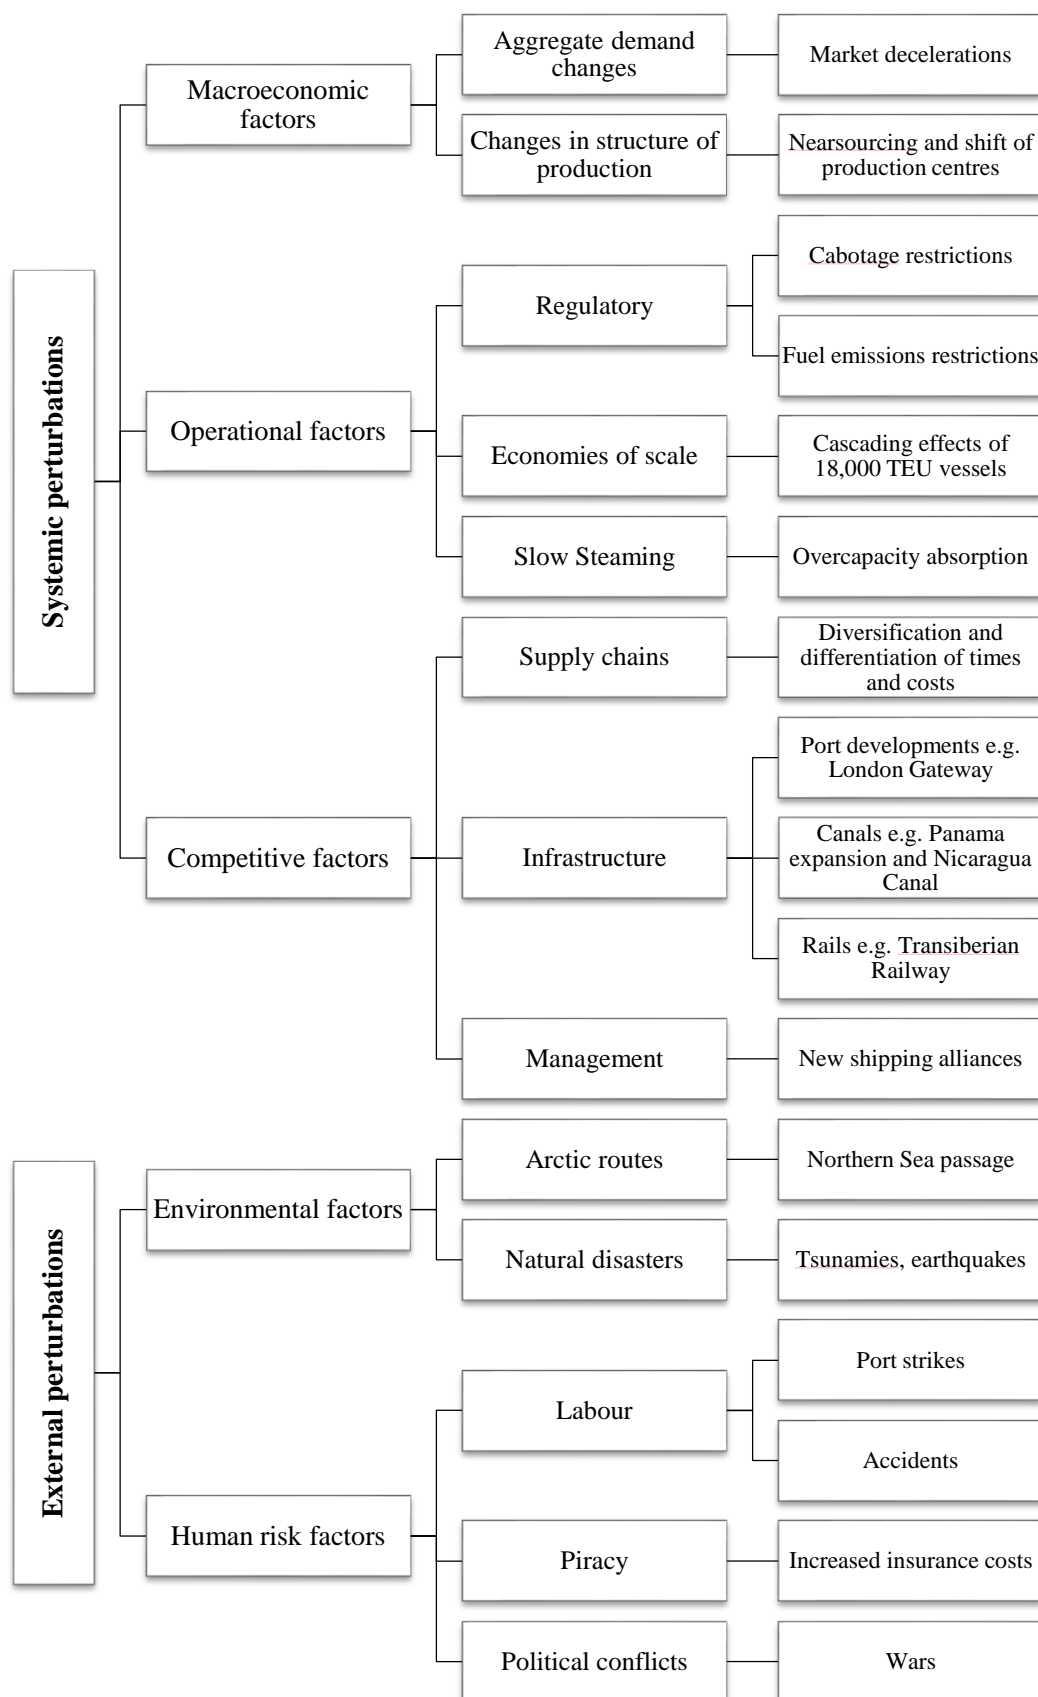 Systemic perturbations
Macroeconomic
factors
Aggregate demand
changes
Market decelerations
Changes in structure of
production
Nearsourcing and shift of
production centres
Operational factors
Regulatory
Cabotage restrictions
Fuel emissions restrictions
Economies of scale
Cascading effects of
18,000 TEU vessels
Slow Steaming
Overcapacity absorption
Competitive factors
Supply chains
Diversification and
differentiation of times
and costs
Infrastructure
Port developments e.g.
London Gateway
Canals e.g. Panama
expansion and Nicaragua
Canal
Rails e.g. Transiberian
Railway
Management
New shipping alliances
External perturbations
Environmental factors
Arctic routes
Northern Sea passage
Natural disasters
Tsunamies, earthquakes
Human risk factors
Labour
Port strikes
Accidents
Piracy
Increased insurance costs
Political conflicts
Wars